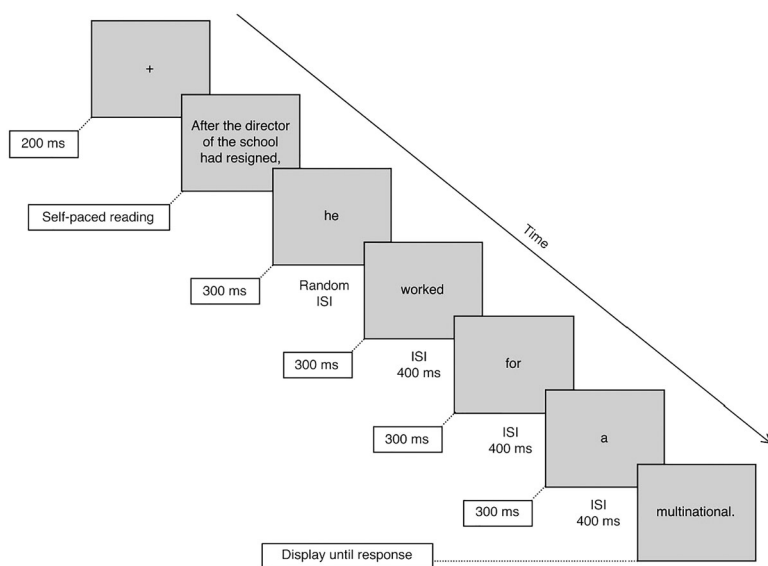 +
200 ms
After the director
of the school
had resigned,
Self-paced reading
he
300 ms
Random
ISI
worked
300 ms
ISI
400 ms
for
300 ms
ISI
400 ms
a
300 ms
ISI
400 ms
multinational.
Display until response
Time